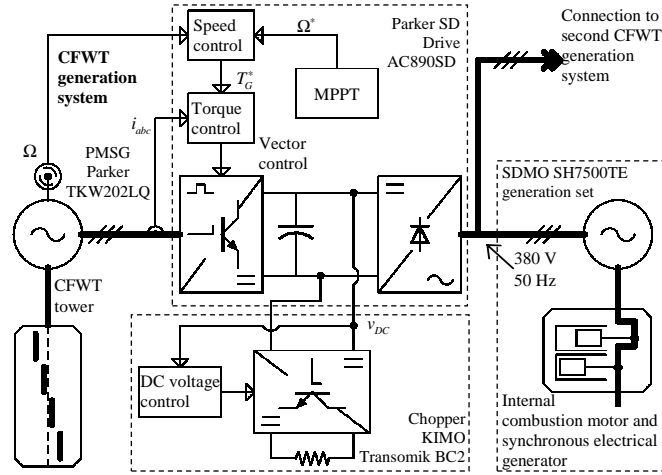 Speed
control
Ω*
Parker SD
Drive
AC890SD
Connection to
second CFWT
generation
system
CFWT
generation
system
T*G
MPPT
iabc
Torque
control
Ω
PMSG
Parker
TKW202LQ
Vector
control
SDMO SH7500TE
generation set
380 V
50 Hz
CFWT
tower
vDC
DC voltage
control
Chopper
KIMO
Transomik BC2
Internal
combustion motor and
synchronous electrical
generator